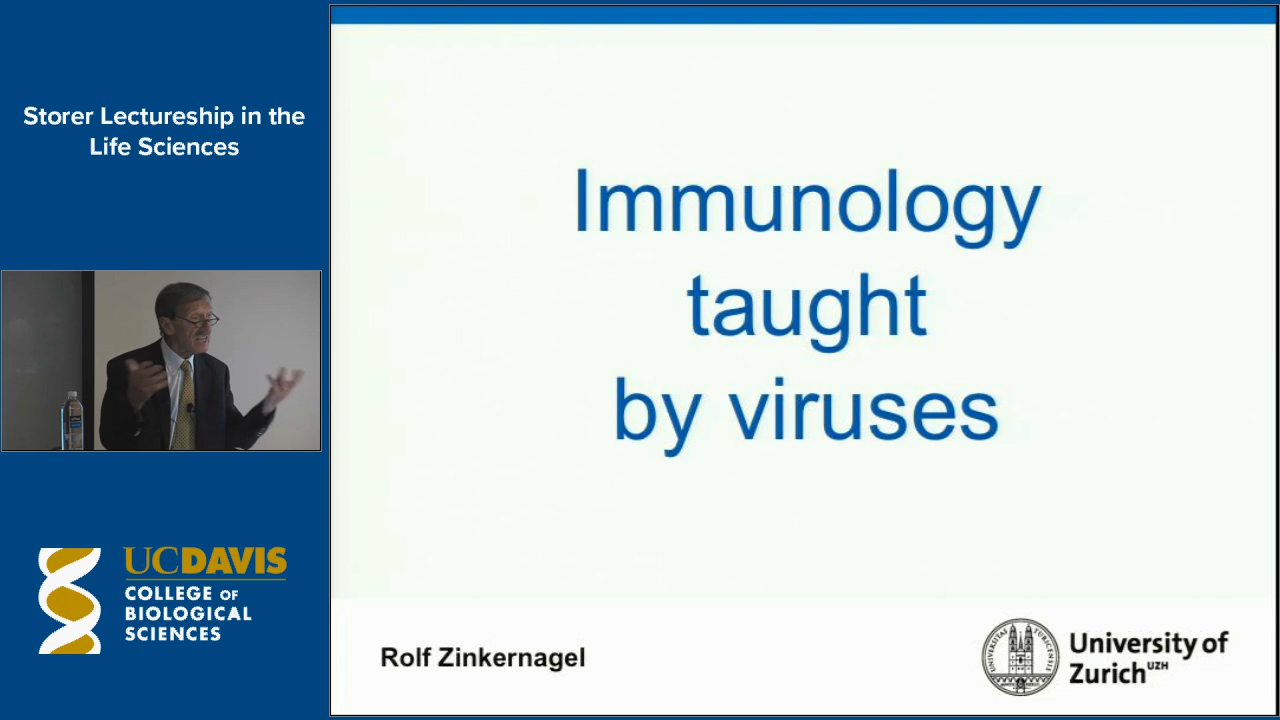 Storer Lectureship in the
Life Sciences
UCDAVIS
COLLEGE OF
BIOLOGICAL
SCIENCES
Immunology
taught
by viruses
Rolf Zinkernagel
University of
Zurich UZH